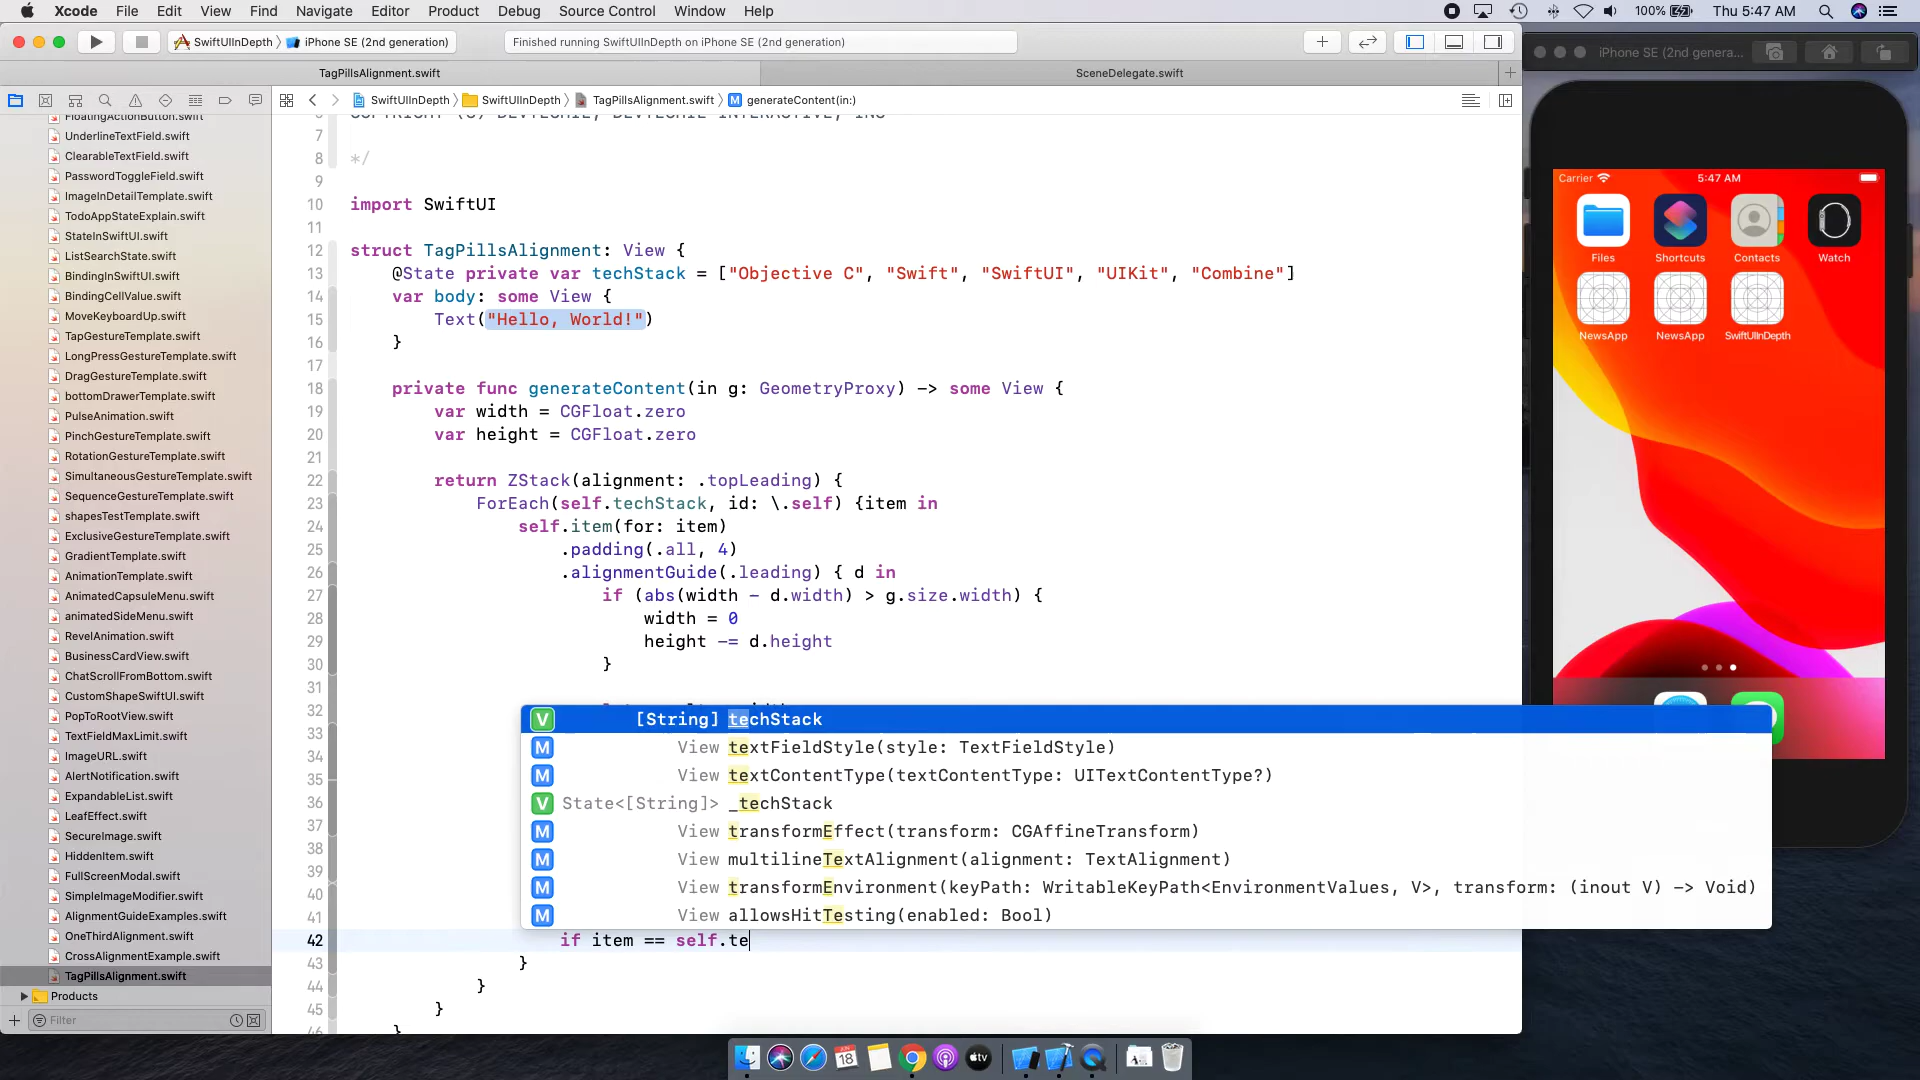 Xcode File Edit View Find Navigate Editor Product Debug Source Control Window Help
100% Thu 5:47 AM
SwiftUIInDepth iPhone SE (2nd generation)
Finished running SwiftUIInDepth on iPhone SE (2nd generation)
iPhone SE (2nd genera...
TagPillsAlignment.swift
SceneDelegate.swift
SwiftUIInDepth SwiftUIInDepth TagPillsAlignment.swift M generateContent(in:)
FloatingActionButton.swift
UnderlineTextField.swift
ClearableTextField.swift
PasswordToggleField.swift
ImageInDetailTemplate.swift
TodoAppStateExplain.swift
StateInSwiftUI.swift
ListSearchState.swift
BindingInSwiftUI.swift
BindingCellValue.swift
MoveKeyboardUp.swift
TapGestureTemplate.swift
LongPressGestureTemplate.swift
DragGestureTemplate.swift
bottomDrawerTemplate.swift
PulseAnimation.swift
PinchGestureTemplate.swift
RotationGestureTemplate.swift
SimultaneousGestureTemplate.swift
SequenceGestureTemplate.swift
shapesTestTemplate.swift
ExclusiveGestureTemplate.swift
GradientTemplate.swift
AnimationTemplate.swift
AnimatedCapsuleMenu.swift
animatedSideMenu.swift
RevelAnimation.swift
BusinessCardView.swift
ChatScrollFromBottom.swift
CustomShapeSwiftUI.swift
PopToRootView.swift
TextFieldMaxLimit.swift
ImageURL.swift
AlertNotification.swift
ExpandableList.swift
LeafEffect.swift
SecureImage.swift
HiddenItem.swift
FullScreenModal.swift
SimpleImageModifier.swift
AlignmentGuideExamples.swift
OneThirdAlignment.swift
CrossAlignmentExample.swift
TagPillsAlignment.swift
Products
Filter
7
8 */
9
10 import SwiftUI
11
12 struct TagPillsAlignment: View {
13 @State private var techStack = ["Objective C", "Swift", "SwiftUI", "UIKit", "Combine"]
14 var body: some View {
15 Text("Hello, World!")
16 }
17
18 private func generateContent(in g: GeometryProxy) -> some View {
19 var width = CGFloat.zero
20 var height = CGFloat.zero
21
22 return ZStack(alignment: .topLeading) {
23 ForEach(self.techStack, id: \.self) {item in
24 self.item(for: item)
25 .padding(.all, 4)
26 .alignmentGuide(.leading) { d in
27 if (abs(width - d.width) > g.size.width) {
28 width = 0
29 height -= d.height
30 }
31
32
33
34
35
36
37
38
39
40
41
V [String] techStack
M View textFieldStyle(style: TextFieldStyle)
M View textContentType(textContentType: UITextContentType?)
V State<[String]> _techStack
M View transformEffect(transform: CGAffineTransform)
M View multilineTextAlignment(alignment: TextAlignment)
M View transformEnvironment(keyPath: WritableKeyPath<EnvironmentValues, V>, transform: (inout V) -> Void)
M View allowsHitTesting(enabled: Bool)
42 if item == self.te
43 }
44 }
45 }
46 }
Carrier 5:47 AM
Files Shortcuts Contacts Watch
NewsApp NewsApp SwiftUIInDepth
JUN
18
tv